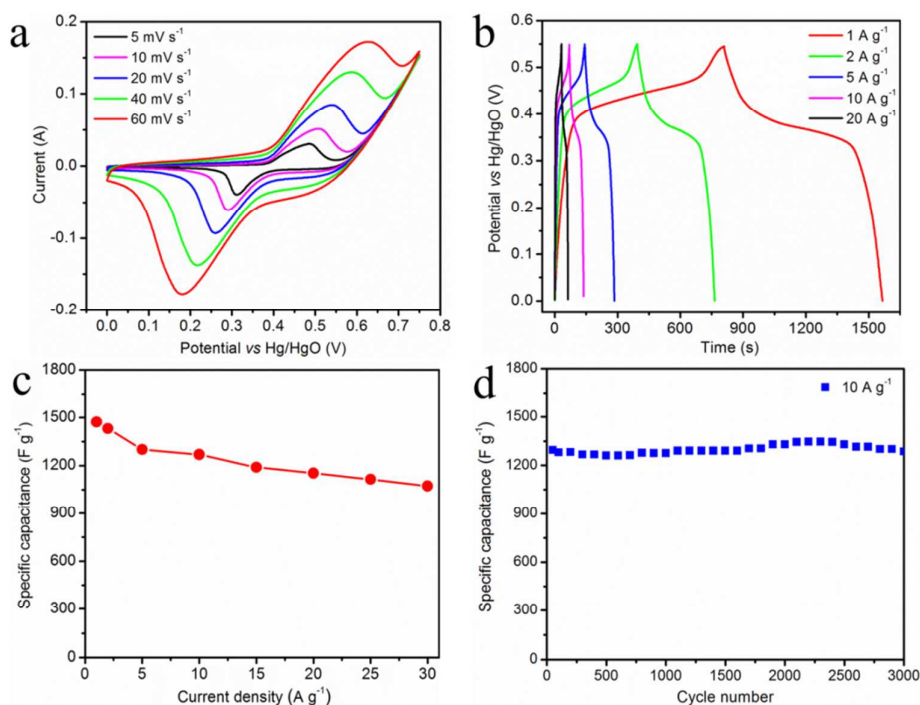 a
5 mV s⁻¹
10 mV s⁻¹
20 mV s⁻¹
40 mV s⁻¹
60 mV s⁻¹
0.2
0.1
0.0
-0.1
-0.2
Current (A)
0.0 0.1 0.2 0.3 0.4 0.5 0.6 0.7 0.8
Potential vs Hg/HgO (V)
b
1 A g⁻¹
2 A g⁻¹
5 A g⁻¹
10 A g⁻¹
20 A g⁻¹
0.6
0.5
0.4
0.3
0.2
0.1
0.0
Potential vs Hg/HgO (V)
0 300 600 900 1200 1500
Time (s)
c
1800
1500
1200
900
600
300
0
Specific capacitance (F g⁻¹)
0 5 10 15 20 25 30
Current density (A g⁻¹)
d
10 A g⁻¹
1800
1500
1200
900
600
300
0
Specific capacitance (F g⁻¹)
0 500 1000 1500 2000 2500 3000
Cycle number